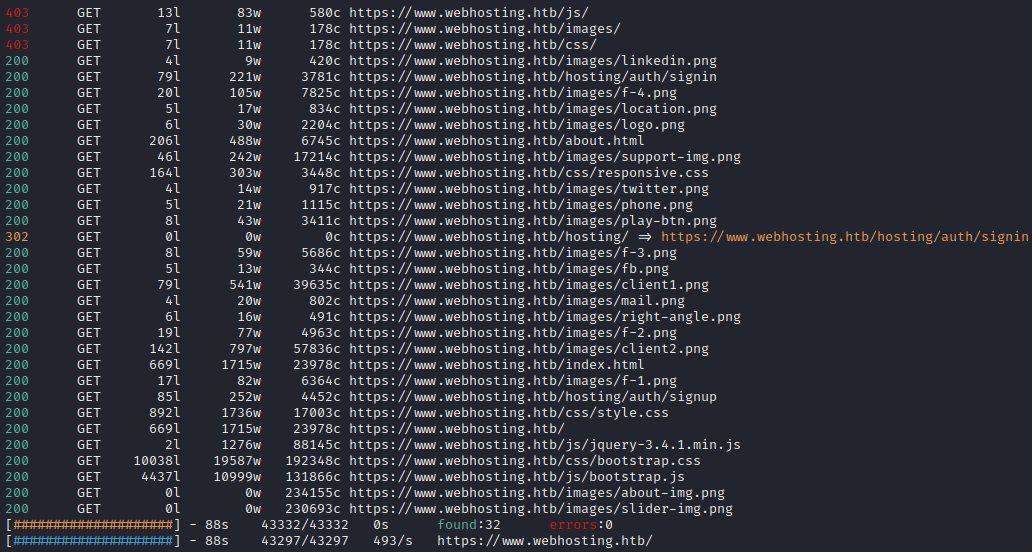 403 GET 13l 83w 580c https://www.webhosting.htb/js/
403 GET 7l 11w 178c https://www.webhosting.htb/images/
403 GET 7l 11w 178c https://www.webhosting.htb/css/
200 GET 4l 9w 420c https://www.webhosting.htb/images/linkedin.png
200 GET 79l 221w 3781c https://www.webhosting.htb/hosting/auth/signin
200 GET 20l 105w 7825c https://www.webhosting.htb/images/f-4.png
200 GET 5l 17w 834c https://www.webhosting.htb/images/location.png
200 GET 6l 30w 2204c https://www.webhosting.htb/images/logo.png
200 GET 206l 488w 6745c https://www.webhosting.htb/about.html
200 GET 46l 242w 17214c https://www.webhosting.htb/images/support-img.png
200 GET 164l 303w 3448c https://www.webhosting.htb/css/responsive.css
200 GET 4l 14w 917c https://www.webhosting.htb/images/twitter.png
200 GET 5l 21w 1115c https://www.webhosting.htb/images/phone.png
200 GET 8l 43w 3411c https://www.webhosting.htb/images/play-btn.png
302 GET 0l 0w 0c https://www.webhosting.htb/hosting/ => https://www.webhosting.htb/hosting/auth/signin
200 GET 8l 59w 5686c https://www.webhosting.htb/images/f-3.png
200 GET 5l 13w 344c https://www.webhosting.htb/images/fb.png
200 GET 79l 541w 39635c https://www.webhosting.htb/images/client1.png
200 GET 4l 20w 802c https://www.webhosting.htb/images/mail.png
200 GET 6l 16w 491c https://www.webhosting.htb/images/right-angle.png
200 GET 19l 77w 4963c https://www.webhosting.htb/images/f-2.png
200 GET 142l 797w 57836c https://www.webhosting.htb/images/client2.png
200 GET 669l 1715w 23978c https://www.webhosting.htb/index.html
200 GET 17l 82w 6364c https://www.webhosting.htb/images/f-1.png
200 GET 85l 252w 4452c https://www.webhosting.htb/hosting/auth/signup
200 GET 892l 1736w 17003c https://www.webhosting.htb/css/style.css
200 GET 669l 1715w 23978c https://www.webhosting.htb/
200 GET 2l 1276w 88145c https://www.webhosting.htb/js/jquery-3.4.1.min.js
200 GET 10038l 19587w 192348c https://www.webhosting.htb/css/bootstrap.css
200 GET 4437l 10999w 131866c https://www.webhosting.htb/js/bootstrap.js
200 GET 0l 0w 234155c https://www.webhosting.htb/images/about-img.png
200 GET 0l 0w 230693c https://www.webhosting.htb/images/slider-img.png
[####################] - 88s 43332/43332 0s found:32 errors:0
[####################] - 88s 43297/43297 493/s https://www.webhosting.htb/